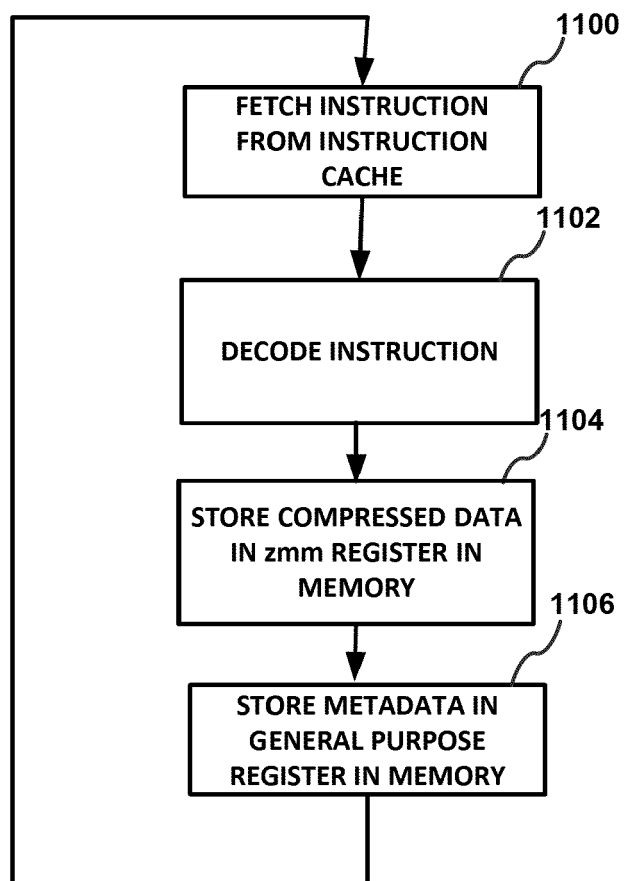 1100
FETCH INSTRUCTION
FROM INSTRUCTION
CACHE
1102
DECODE INSTRUCTION
1104
STORE COMPRESSED DATA
IN zmm REGISTER IN
MEMORY
1106
STORE METADATA IN
GENERAL PURPOSE
REGISTER IN MEMORY